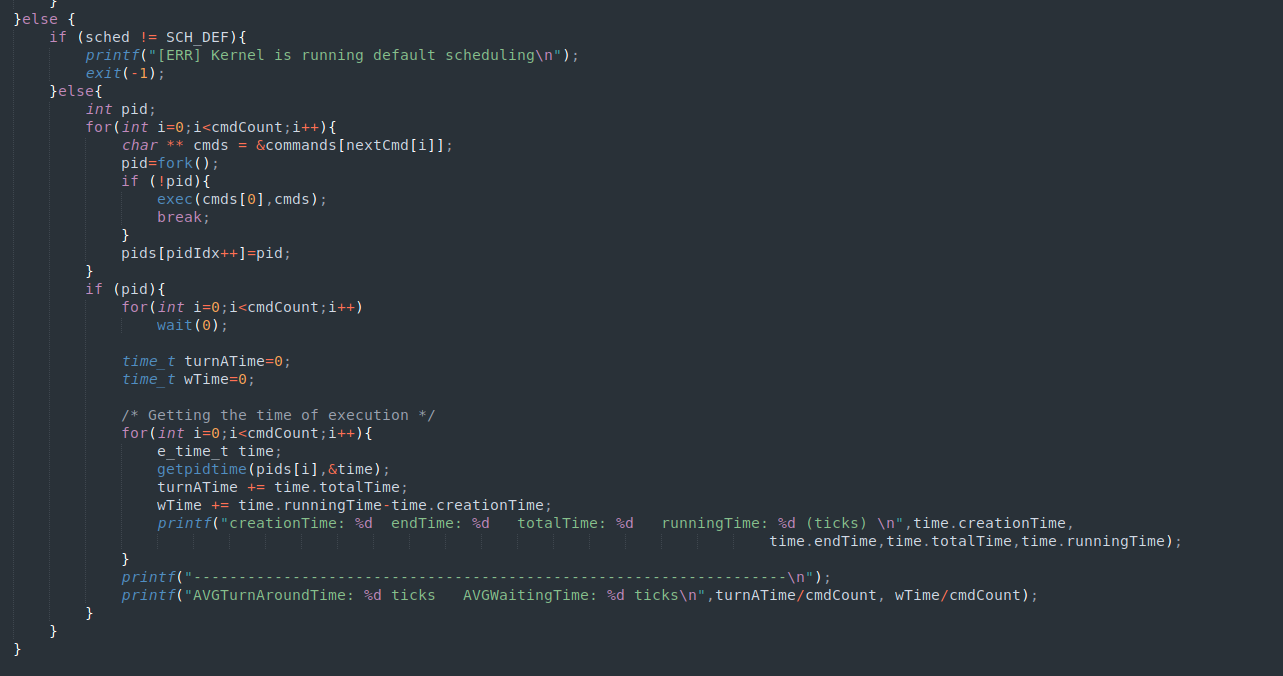 }
}else {
    if (sched != SCH_DEF){
        printf("[ERR] Kernel is running default scheduling\n");
        exit(-1);
    }else{
        int pid;
        for(int i=0;i<cmdCount;i++){
            char ** cmds = &commands[nextCmd[i]];
            pid=fork();
            if (!pid){
                exec(cmds[0],cmds);
                break;
            }
            pids[pidIdx++]=pid;
        }
        if (pid){
            for(int i=0;i<cmdCount;i++)
                wait(0);

            time_t turnATime=0;
            time_t wTime=0;

            /* Getting the time of execution */
            for(int i=0;i<cmdCount;i++){
                e_time_t time;
                getpidtime(pids[i],&time);
                turnATime += time.totalTime;
                wTime += time.runningTime-time.creationTime;
                printf("creationTime: %d  endTime: %d   totalTime: %d   runningTime: %d (ticks) \n",time.creationTime,
                                                                                    time.endTime,time.totalTime,time.runningTime);
            }
            printf("------------------------------------------------------------------\n");
            printf("AVGTurnAroundTime: %d ticks   AVGWaitingTime: %d ticks\n",turnATime/cmdCount, wTime/cmdCount);
        }
    }
}